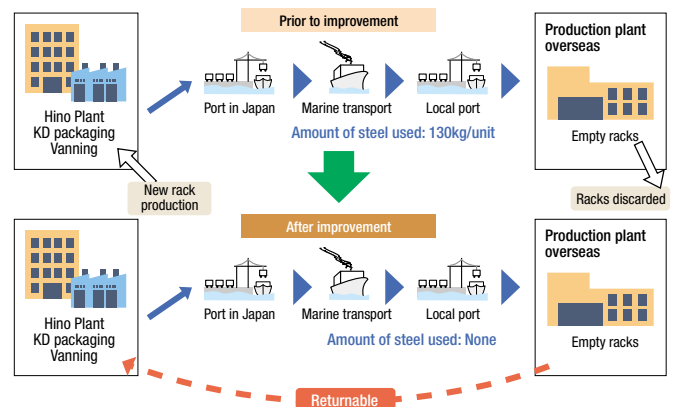 Prior to improvement
Production plant
overseas
Hino Plant
KD packaging
Vanning
Port in Japan
Marine transport
Local port
Empty racks
Amount of steel used: 130kg/unit
New rack
production
Racks discarded
After improvement
Production plant
overseas
Hino Plant
KD packaging
Vanning
Port in Japan
Marine transport
Local port
Empty racks
Amount of steel used: None
Returnable